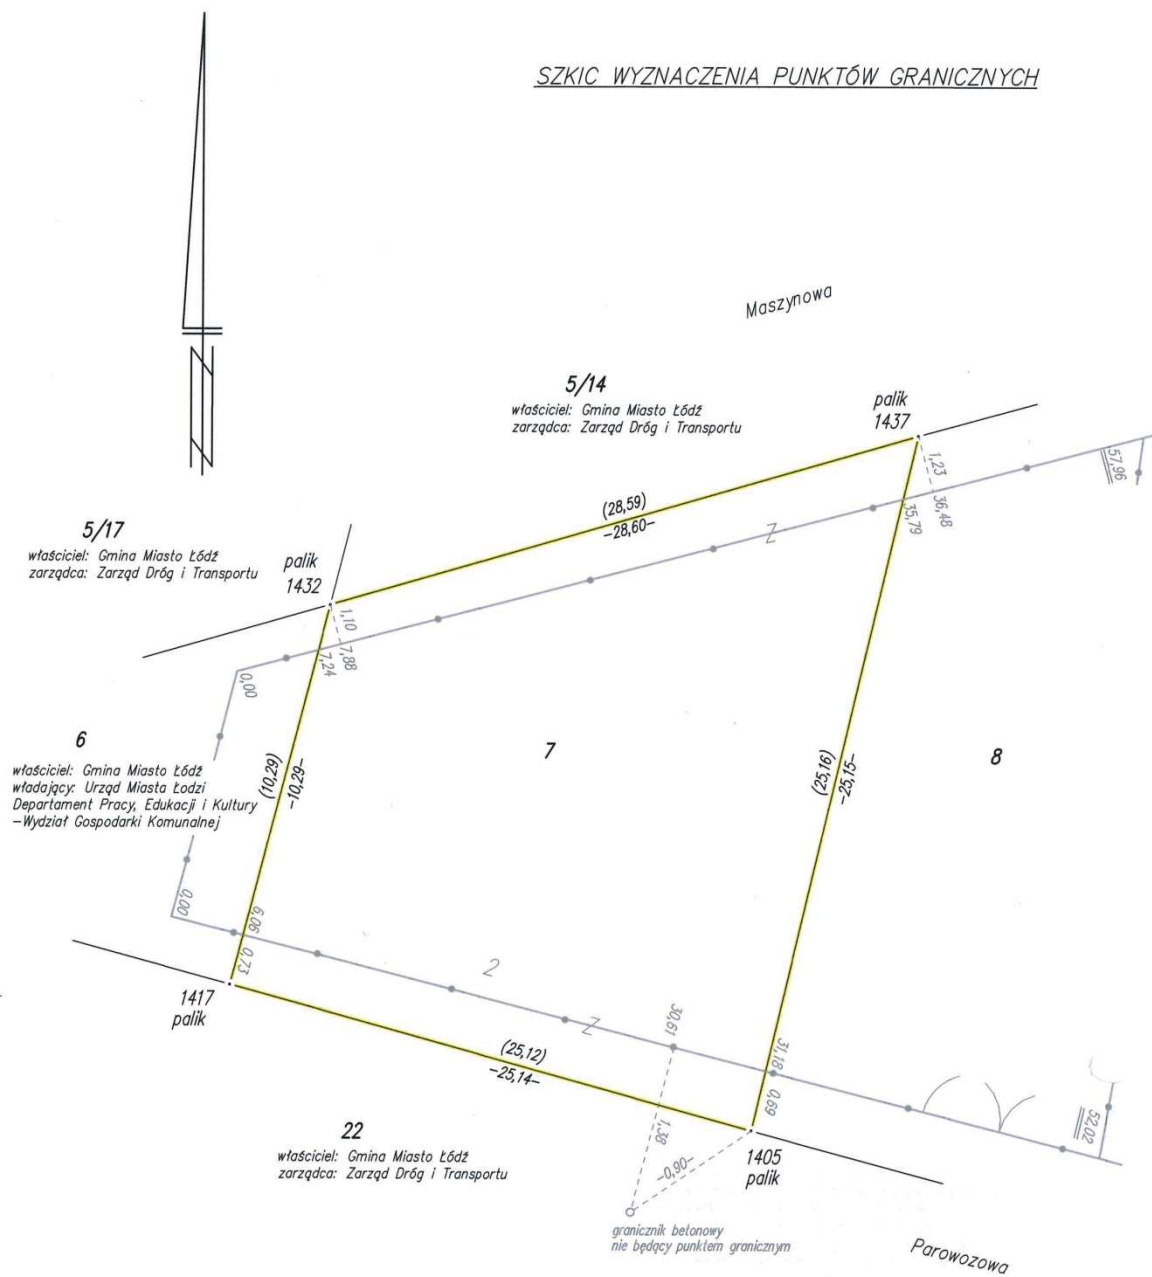 SZKIC WYZNACZENIA PUNKTÓW GRANICZNYCH
Maszynowa
5/14
właściciel: Gmina Miasto Łódź
zarządca: Zarząd Dróg i Transportu
palik
1437
1,23
36,48
35,79
57,96
(28,59)
-28,60-
Z
5/17
właściciel: Gmina Miasto Łódź
zarządca: Zarząd Dróg i Transportu
palik
1432
1,10
7,88
7,24
0,00
6
właściciel: Gmina Miasto Łódź
władający: Urząd Miasta Łodzi
Departament Pracy, Edukacji i Kultury
-Wydział Gospodarki Komunalnej
(10,29)
-10,29-
7
(25,16)
-25,15-
8
0,00
6,06
0,73
1417
palik
2
Z
30,61
31,18
0,69
(25,12)
-25,14-
1,38
-0,60-
52,02
22
właściciel: Gmina Miasto Łódź
zarządca: Zarząd Dróg i Transportu
1405
palik
granicznik betonowy
nie będący punktem granicznym
Parowozowa